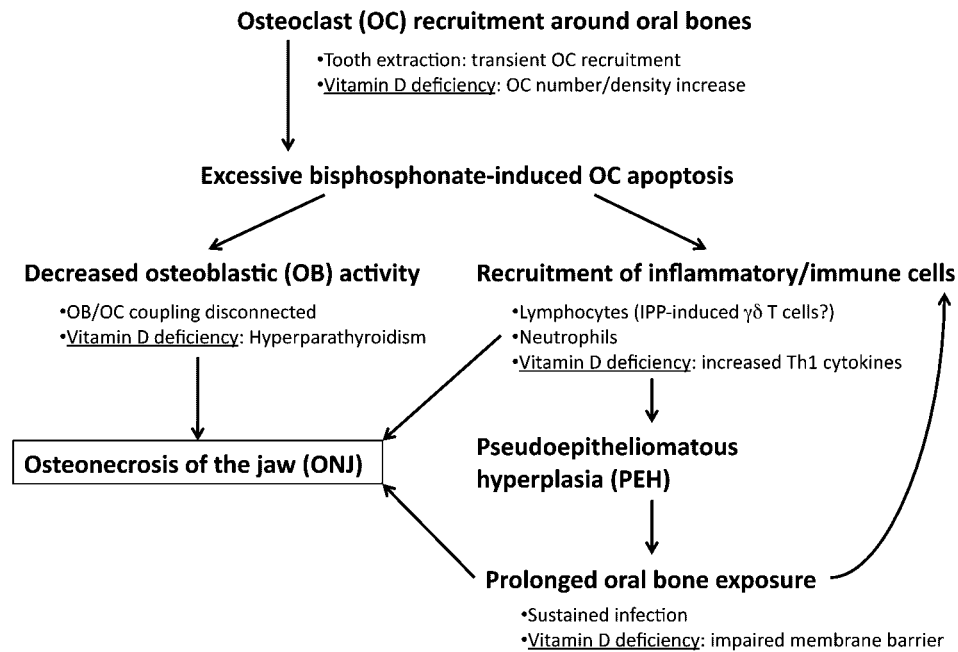 Osteoclast (OC) recruitment around oral bones
•Tooth extraction: transient OC recruitment
•Vitamin D deficiency: OC number/density increase
Excessive bisphosphonate-induced OC apoptosis
Decreased osteoblastic (OB) activity
•OB/OC coupling disconnected
•Vitamin D deficiency: Hyperparathyroidism
Recruitment of inflammatory/immune cells
•Lymphocytes (IPP-induced γδ T cells?)
•Neutrophils
•Vitamin D deficiency: increased Th1 cytokines
Osteonecrosis of the jaw (ONJ)
Pseudoepitheliomatous
hyperplasia (PEH)
Prolonged oral bone exposure
•Sustained infection
•Vitamin D deficiency: impaired membrane barrier